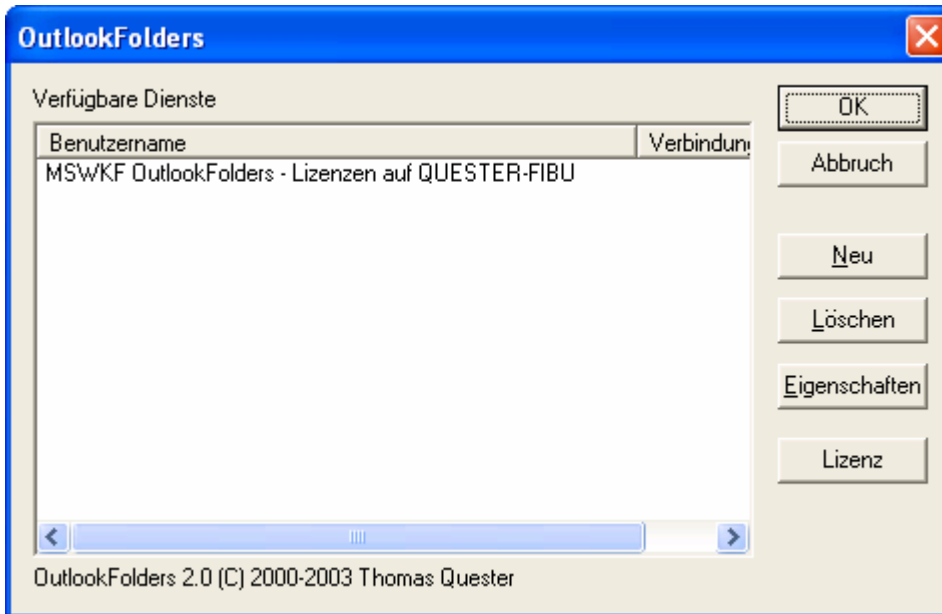 OutlookFolders
Verfügbare Dienste
Benutzername Verbindun
MSWKF OutlookFolders - Lizenzen auf QUESTER-FIBU
OK
Abbruch
Neu
Löschen
Eigenschaften
Lizenz
OutlookFolders 2.0 (C) 2000-2003 Thomas Quester